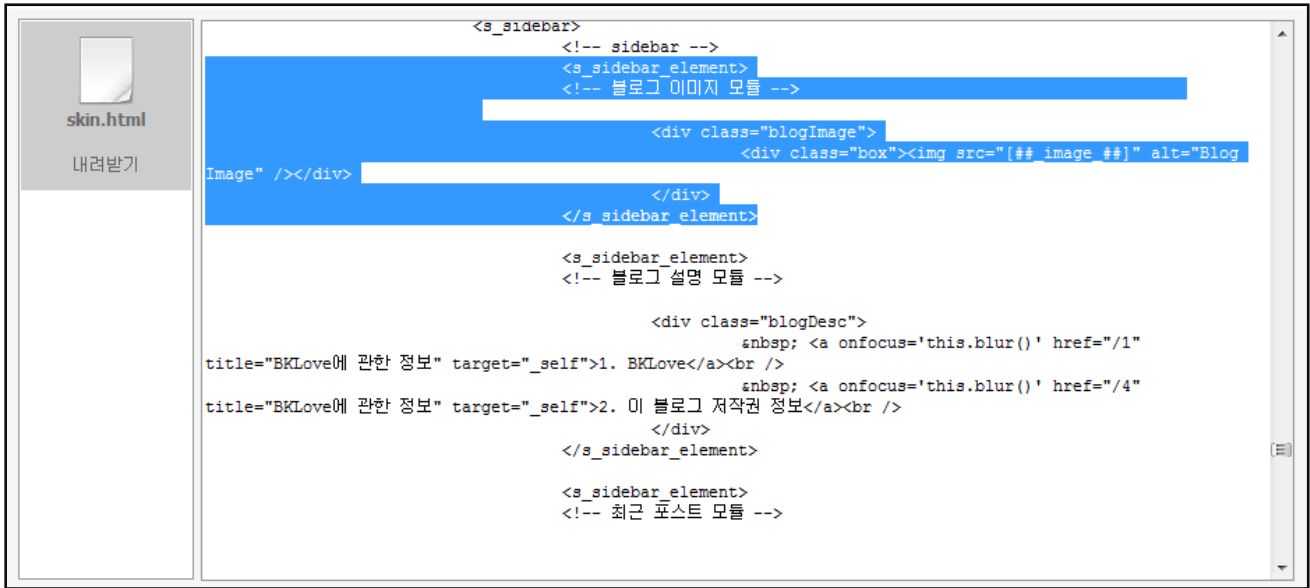 skin.html
내려받기
<s_sidebar>
<!-- sidebar -->
<s_sidebar_element>
<!-- 블로그 이미지 모듈 -->
<div class="blogImage">
<div class="box"><img src="[##_image_##]" alt="Blog
Image" /></div>
</div>
</s_sidebar_element>
<s_sidebar_element>
<!-- 블로그 설명 모듈 -->
<div class="blogDesc">
&nbsp; <a onfocus='this.blur()' href="/1"
title="BKLove에 관한 정보" target="_self">1. BKLove</a><br />
&nbsp; <a onfocus='this.blur()' href="/4"
title="BKLove에 관한 정보" target="_self">2. 이 블로그 저작권 정보</a><br />
</div>
</s_sidebar_element>
<s_sidebar_element>
<!-- 최근 포스트 모듈 -->